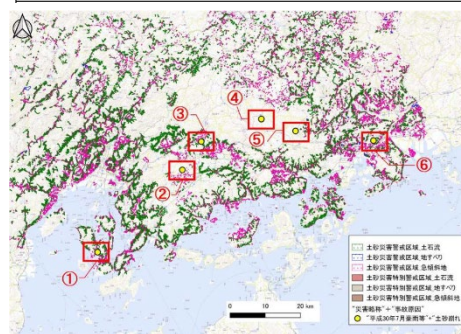 ③
④
⑤
⑥
②
①
土砂災害警戒区域_土石流
土砂災害警戒区域_地すべり
土砂災害警戒区域_急傾斜地
土砂災害特別警戒区域_土石流
土砂災害特別警戒区域_地すべり
土砂災害特別警戒区域_急傾斜地
"災害略称"+"事故原因"
"平成30年7月豪雨等"+"土砂崩れ"
0 10 20 km